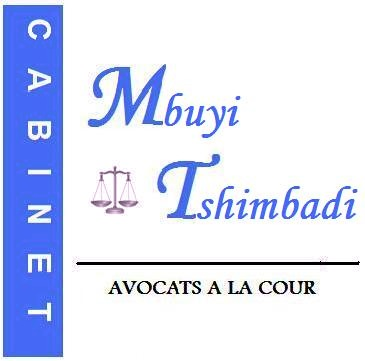 CABINET
Mbuyi
Tshimbadi
AVOCATS A LA COUR